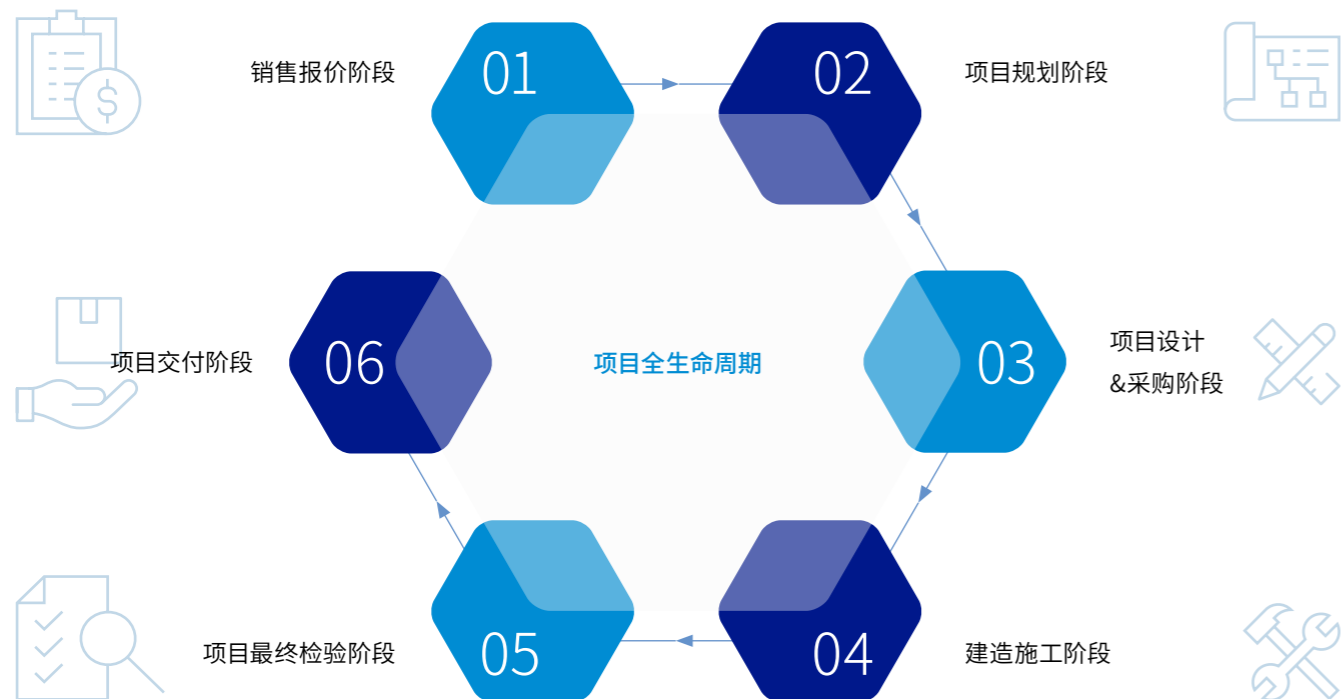 销售报价阶段
01
02
项目规划阶段
$
项目交付阶段
06
项目全生命周期
03
项目设计
&采购阶段
项目最终检验阶段
05
04
建造施工阶段